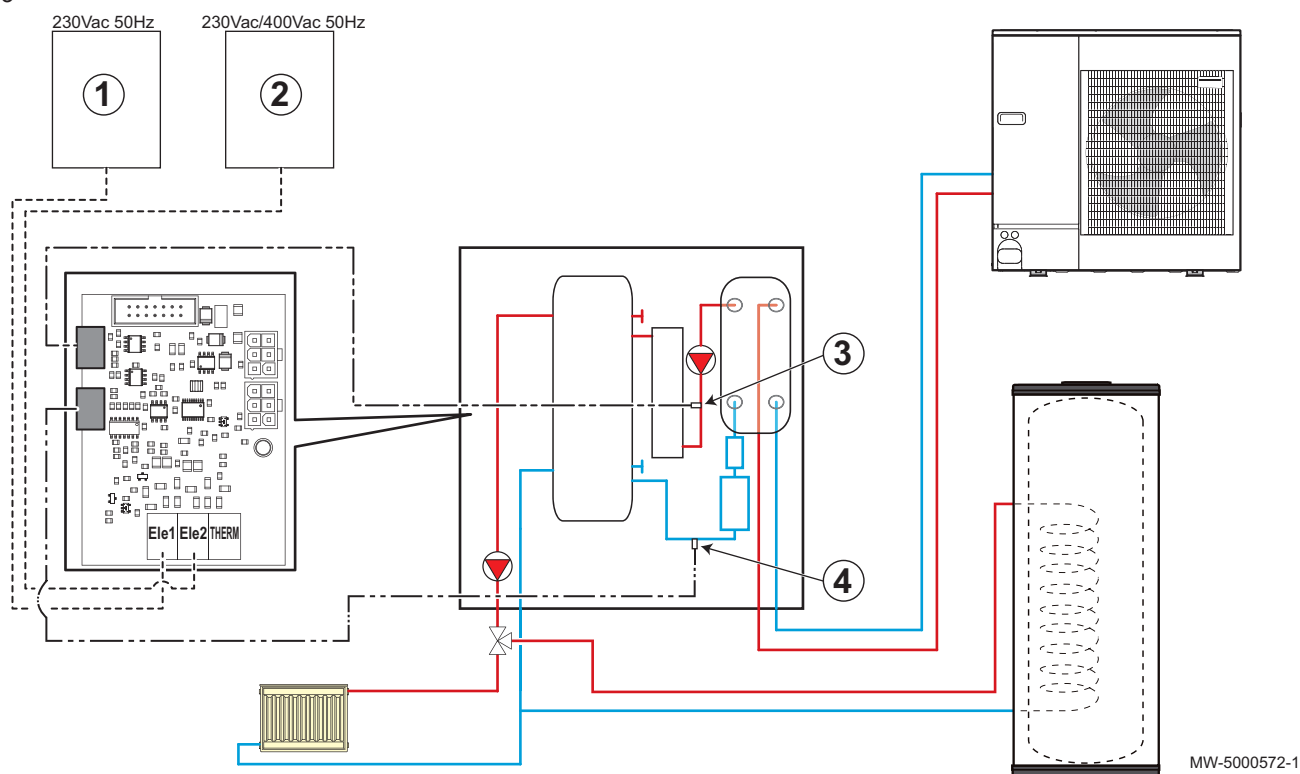 230Vac 50Hz
230Vac/400Vac 50Hz
1
2
3
4
Ele1 Ele2 THERM
MW-5000572-1